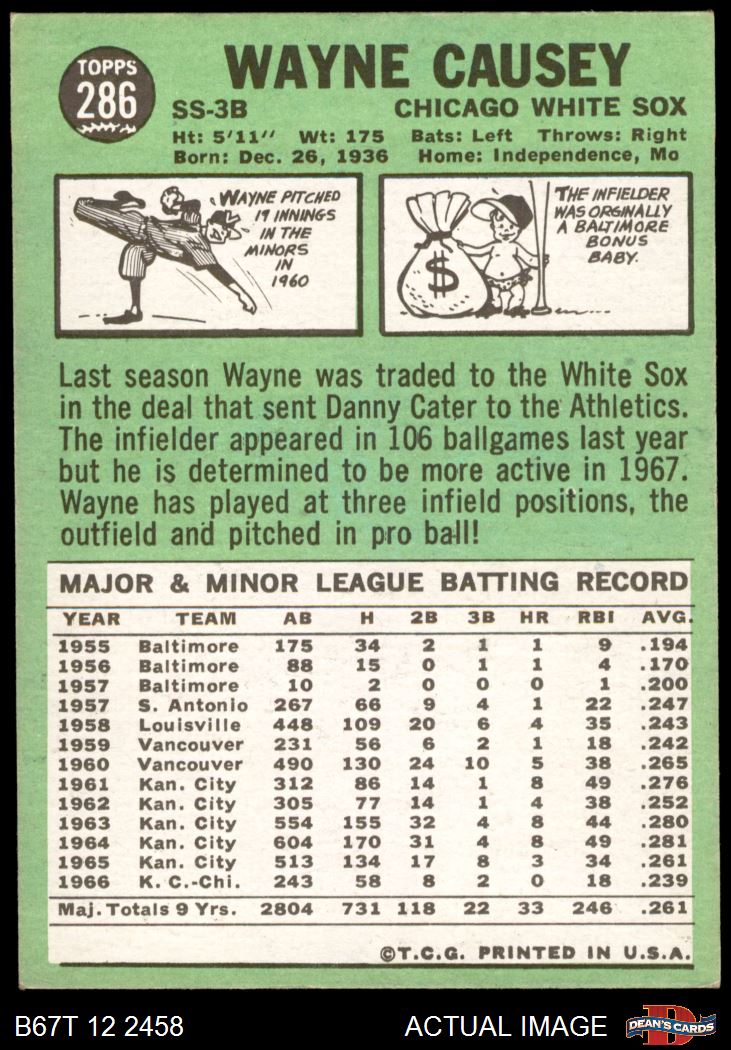 TOPPS
286
WAYNE CAUSEY
SS-3B CHICAGO WHITE SOX
Ht: 5'11" Wt: 175 Bats: Left Throws: Right
Born: Dec. 26, 1936 Home: Independence, Mo
WAYNE PITCHED
19 INNINGS
IN THE
MINORS
IN
1960
THE INFIELDER
WAS ORGINALLY
A BALTIMORE
BONUS
BABY.
$
Last season Wayne was traded to the White Sox
in the deal that sent Danny Cater to the Athletics.
The infielder appeared in 106 ballgames last year
but he is determined to be more active in 1967.
Wayne has played at three infield positions, the
outfield and pitched in pro ball!
MAJOR & MINOR LEAGUE BATTING RECORD
YEAR TEAM AB H 2B 3B HR RBI AVG.
1955 Baltimore 175 34 2 1 1 9 .194
1956 Baltimore 88 15 0 1 1 4 .170
1957 Baltimore 10 2 0 0 0 1 .200
1957 S. Antonio 267 66 9 4 1 22 .247
1958 Louisville 448 109 20 6 4 35 .243
1959 Vancouver 231 56 6 2 1 18 .242
1960 Vancouver 490 130 24 10 5 38 .265
1961 Kan. City 312 86 14 1 8 49 .276
1962 Kan. City 305 77 14 1 4 38 .252
1963 Kan. City 554 155 32 4 8 44 .280
1964 Kan. City 604 170 31 4 8 49 .281
1965 Kan. City 513 134 17 8 3 34 .261
1966 K. C.-Chi. 243 58 8 2 0 18 .239
Maj. Totals 9 Yrs. 2804 731 118 22 33 246 .261
©T.C.G. PRINTED IN U.S.A.
B67T 12 2458 ACTUAL IMAGE
D
DEAN'S CARDS